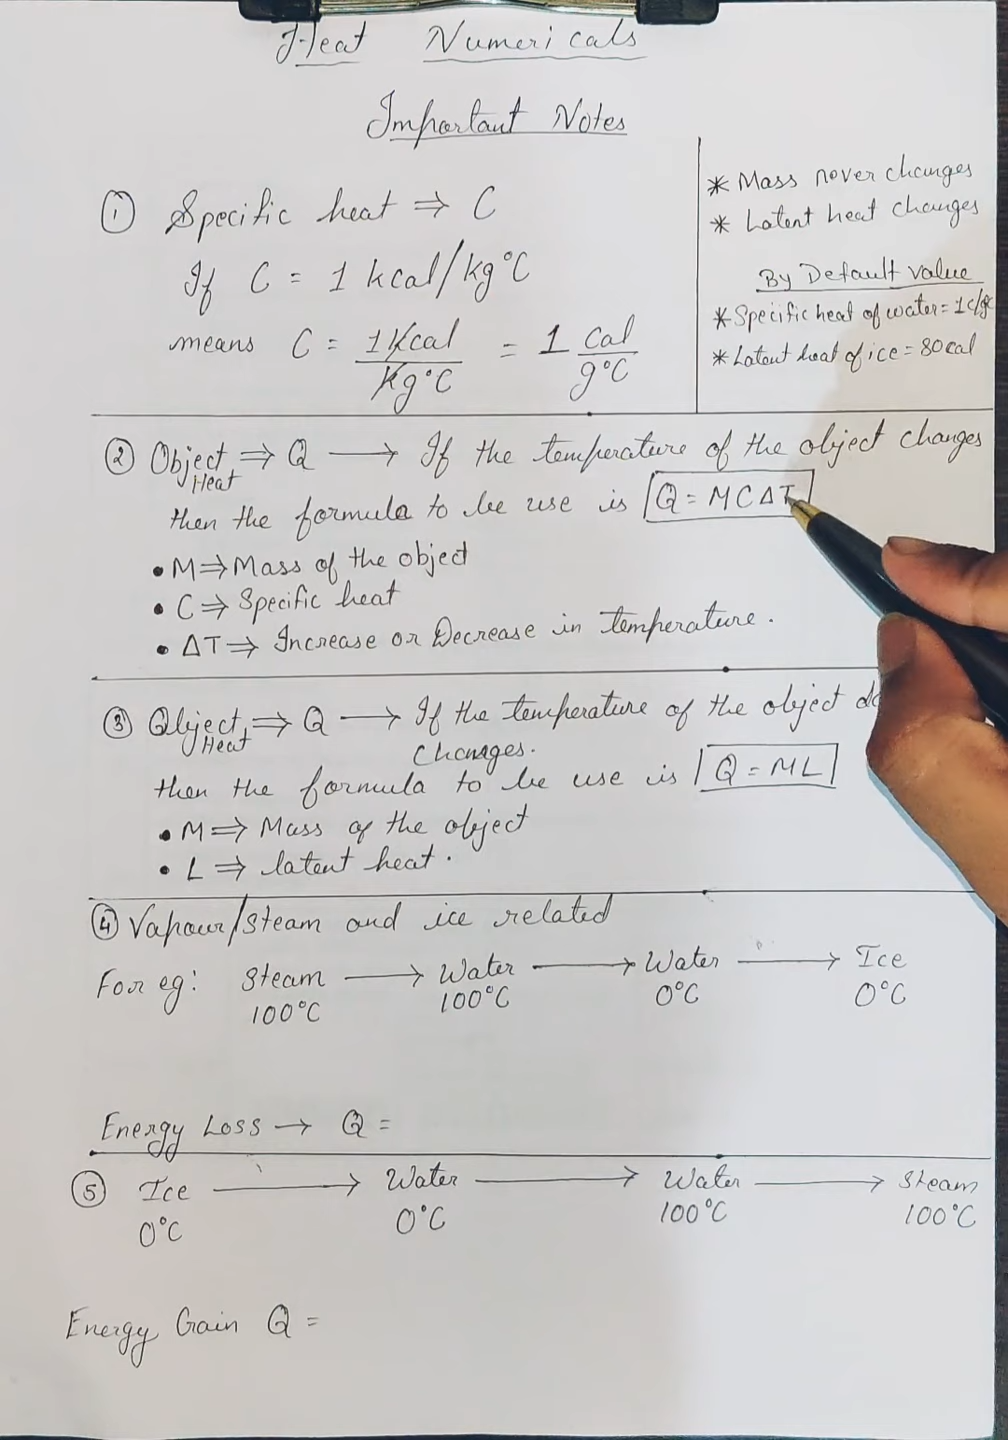 Heat Numericals
Important Notes
① Specific heat ⇒ C
If C = 1 kcal/kg°C
means C = 1Kcal/Kg°C = 1 Cal/g°C
* Mass never changes
* Latent heat changes
By Default value
* Specific heat of water = 1
* Latent heat of ice = 80cal
② Object Heat ⇒ Q → If the temperature of the object changes
then the formula to be use is Q = MCΔT
• M ⇒ Mass of the object
• C ⇒ Specific heat
• ΔT ⇒ Increase or Decrease in temperature.
③ Object Heat ⇒ Q → If the temperature of the object
changes.
then the formula to be use is Q = ML
• M ⇒ Mass of the object
• L ⇒ latent heat.
④ Vapour/steam and ice related
For eg: Steam → Water → Water → Ice
100°C 100°C 0°C 0°C
Energy Loss → Q =
⑤ Ice → Water → Water → Steam
0°C 0°C 100°C 100°C
Energy Gain Q =